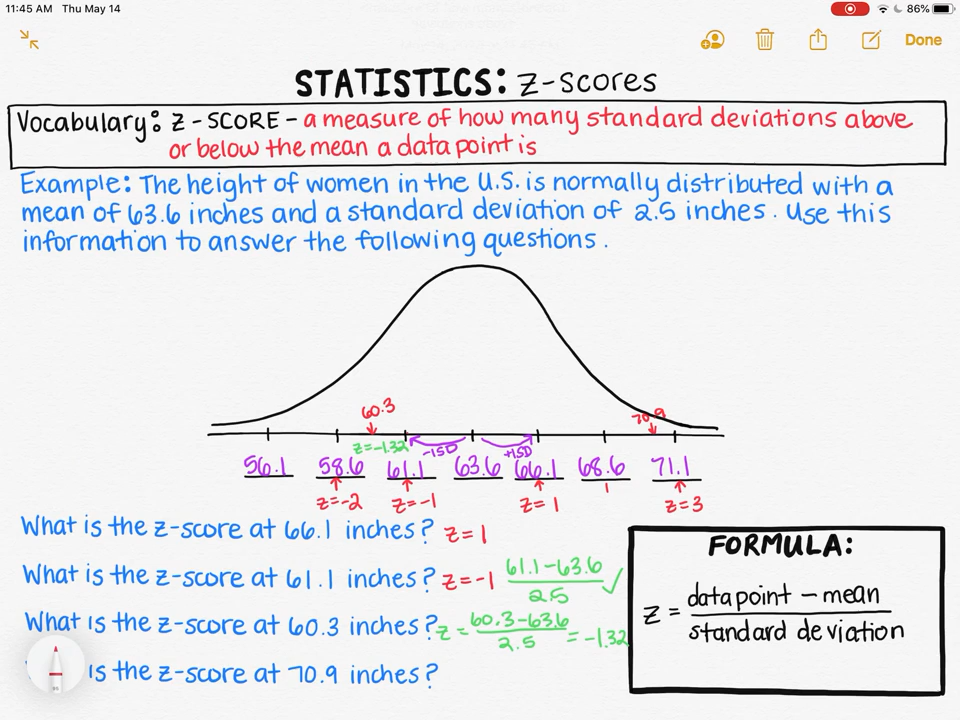 11:45 AM Thu May 14
86%
Done
STATISTICS: z-scores
Vocabulary: z-SCORE - a measure of how many standard deviations above
or below the mean a data point is
Example: The height of women in the U.S. is normally distributed with a
mean of 63.6 inches and a standard deviation of 2.5 inches. Use this
information to answer the following questions.
60.3
70.9
z=-1.32 -1SD +1SD
56.1 58.6 61.1 63.6 66.1 68.6 71.1
z=-2 z=-1 z=1 z=3
What is the z-score at 66.1 inches? z=1
What is the z-score at 61.1 inches? z=-1 61.1-63.6
2.5
What is the z-score at 60.3 inches? z = 60.3-63.6 = -1.32
2.5
is the z-score at 70.9 inches?
FORMULA:
z = data point - mean
standard deviation